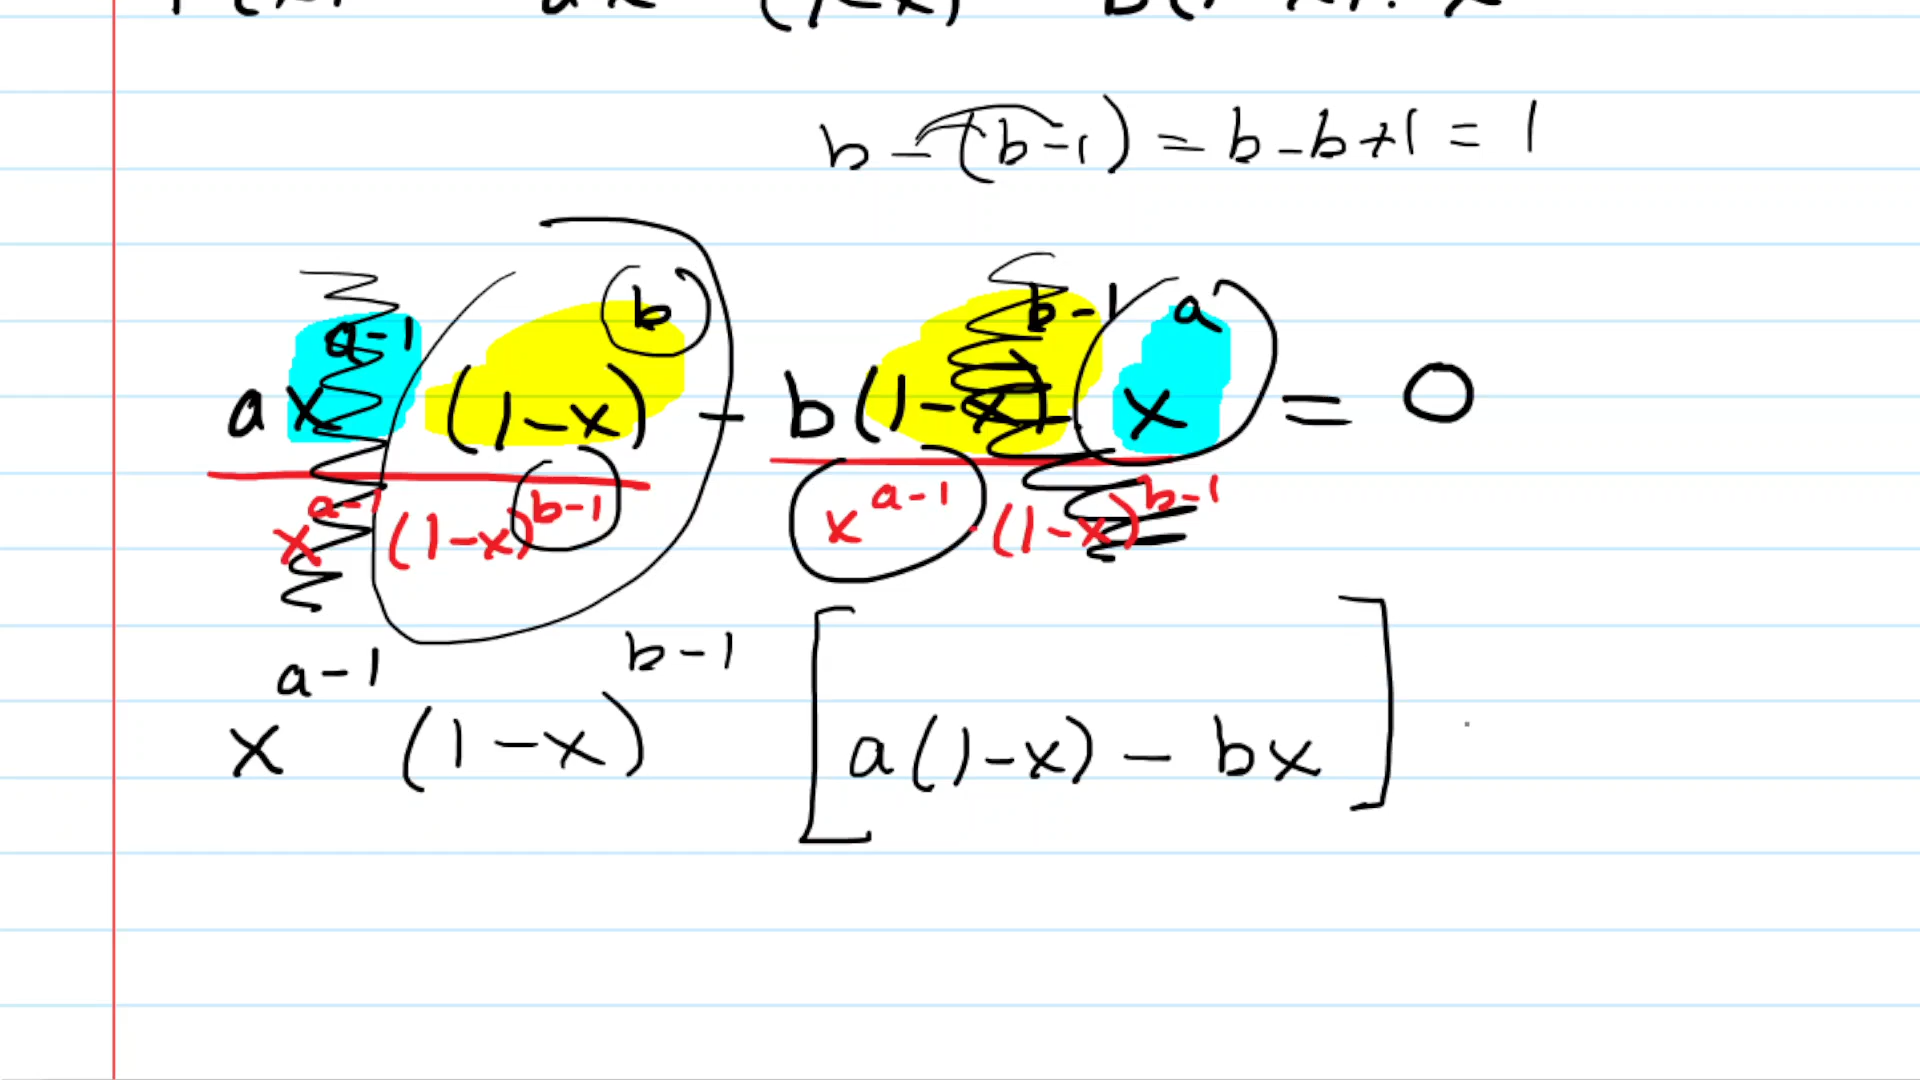 b-(b-1) = b-b+1 = 1
ax^{a-1} (1-x)^b - b(1-x)^{b-1} x^a = 0
x^{a-1} (1-x)^{b-1} x^{a-1} · (1-x)^{b-1}
x^{a-1} (1-x)^{b-1} [a(1-x) - bx]